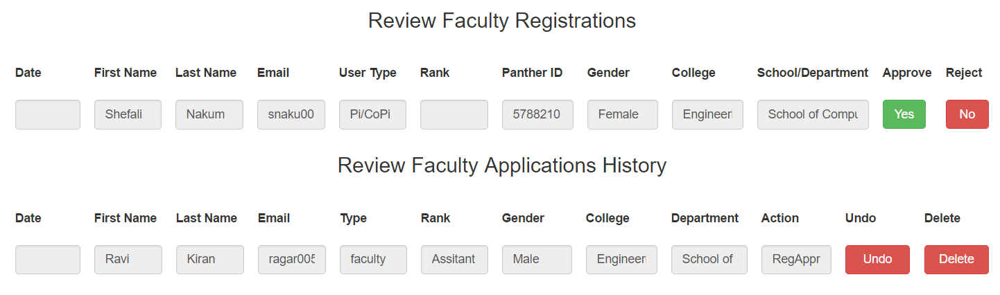 Review Faculty Registrations
Date First Name Last Name Email User Type Rank Panther ID Gender College School/Department Approve Reject
Shefali Nakum snaku00 Pi/CoPi 5788210 Female Engineeri School of Compu Yes No
Review Faculty Applications History
Date First Name Last Name Email Type Rank Gender College Department Action Undo Delete
Ravi Kiran ragar005 faculty Assitant Male Engineeri School of RegAppr Undo Delete